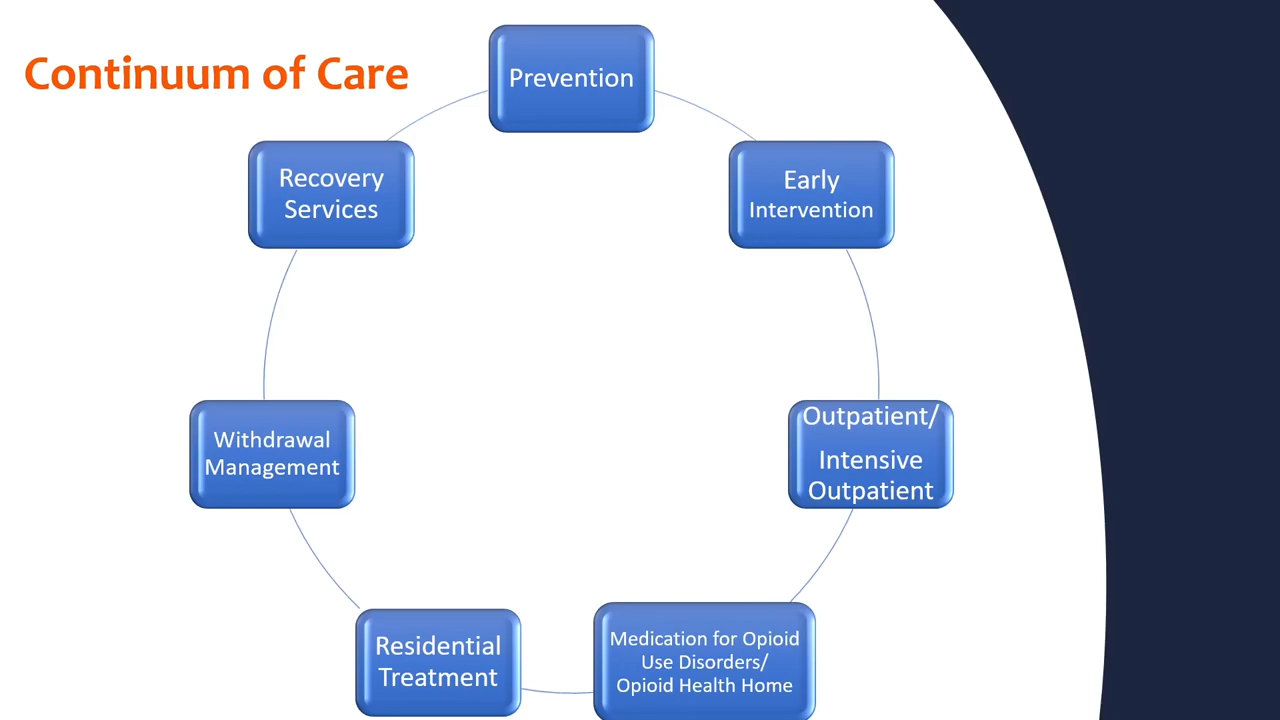 Continuum of Care
Prevention
Early
Intervention
Outpatient/
Intensive
Outpatient
Medication for Opioid
Use Disorders/
Opioid Health Home
Residential
Treatment
Withdrawal
Management
Recovery
Services